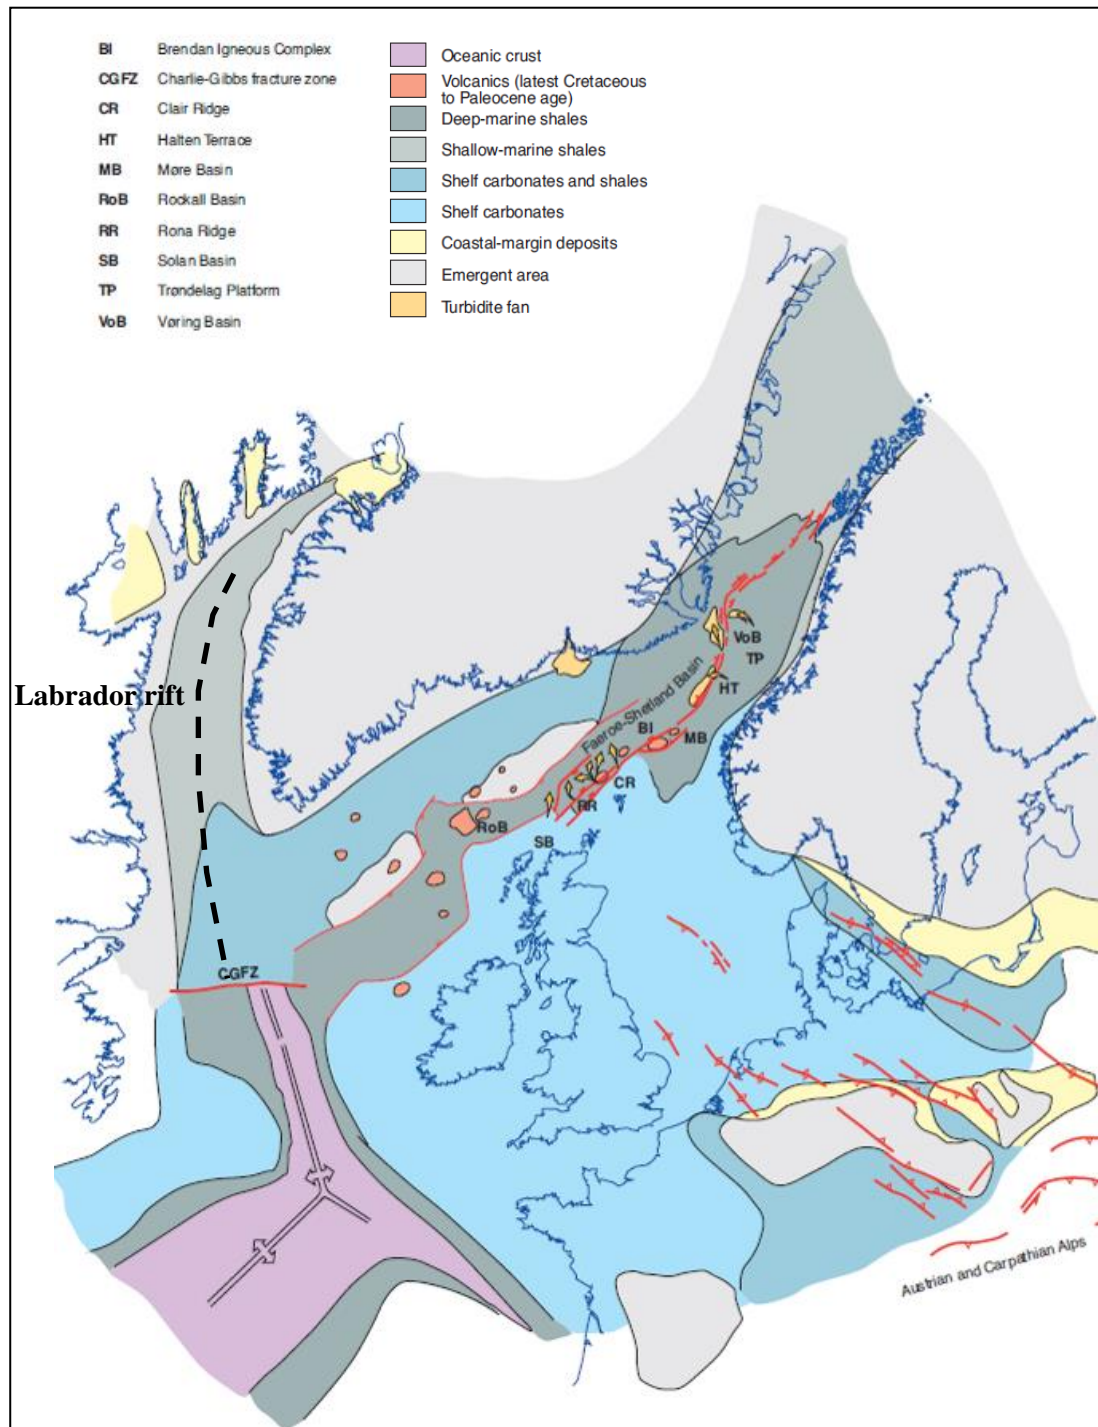 BI Brendan Igneous Complex
CGFZ Charlie-Gibbs fracture zone
CR Clair Ridge
HT Halten Terrace
MB Møre Basin
RoB Rockall Basin
RR Rona Ridge
SB Solan Basin
TP Trøndelag Platform
VoB Vøring Basin
Oceanic crust
Volcanics (latest Cretaceous
to Paleocene age)
Deep-marine shales
Shallow-marine shales
Shelf carbonates and shales
Shelf carbonates
Coastal-margin deposits
Emergent area
Turbidite fan
VoB
TP
HT
Labrador rift
Faeroe-Shetland Basin
BI
MB
CR
RR
RoB
SB
CGFZ
Austrian and Carpathian Alps